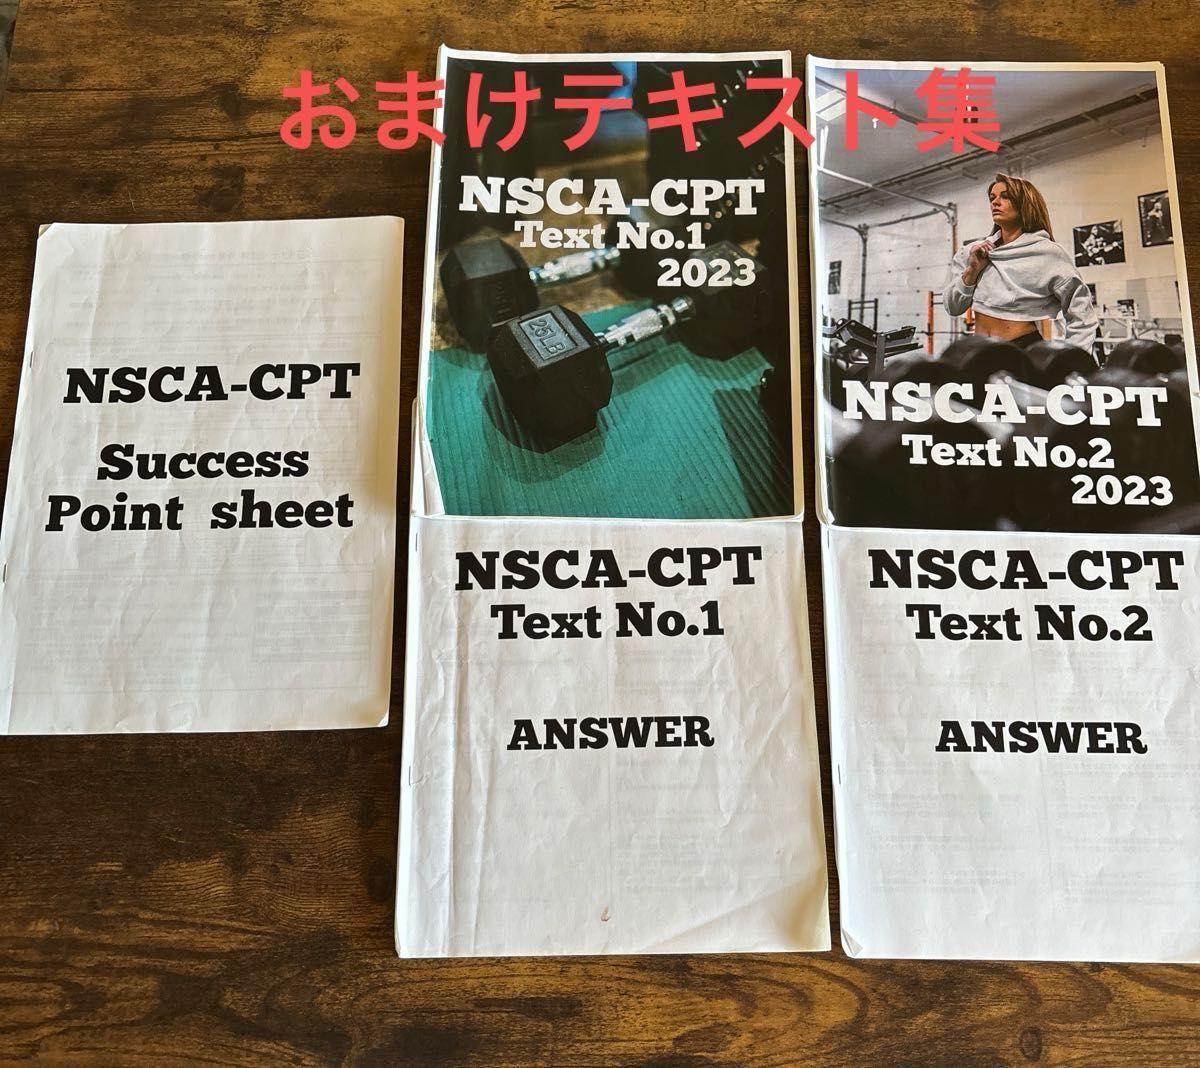 おまけテキスト集
NSCA-CPT
Success
Point sheet
NSCA-CPT
Text No.1
2023
25LB
NSCA-CPT
Text No.2
2023
NSCA-CPT
Text No.1
ANSWER
NSCA-CPT
Text No.2
ANSWER